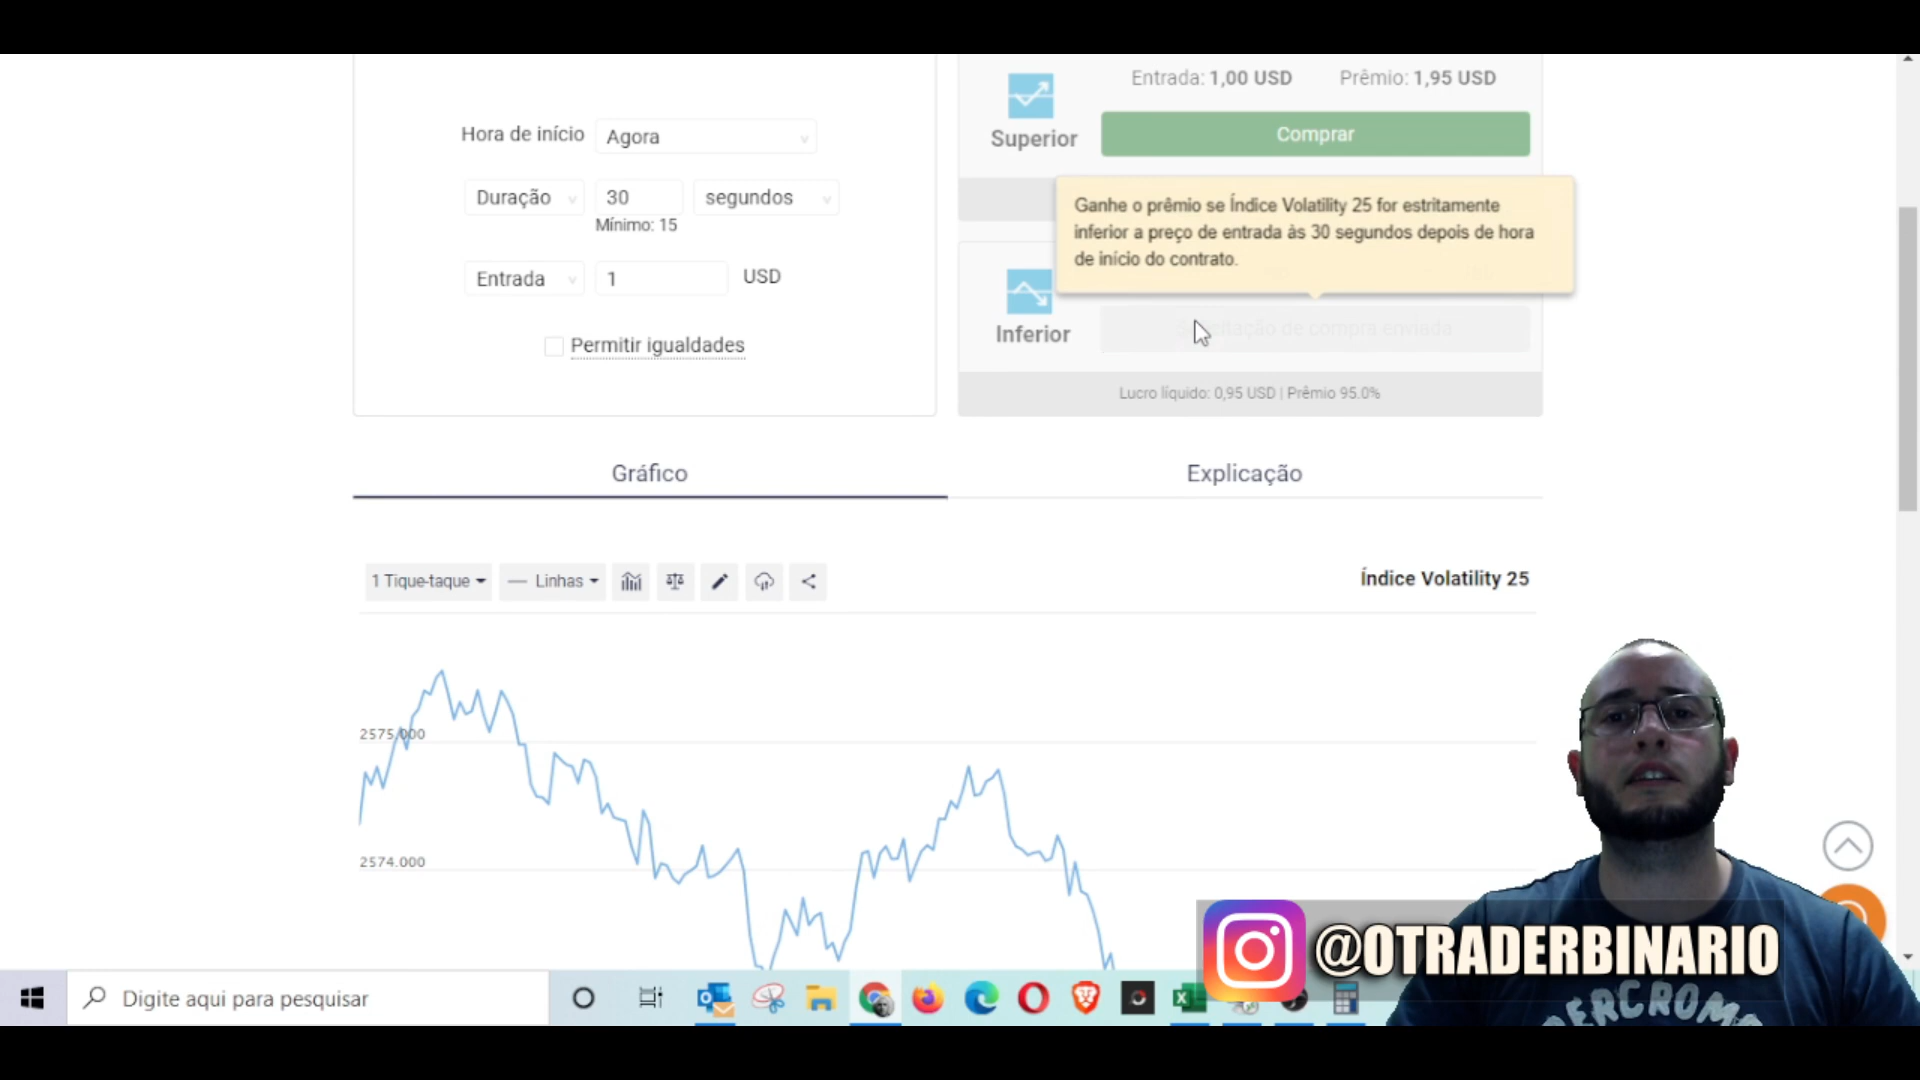 Entrada: 1,00 USD Prêmio: 1,95 USD
Hora de início Agora
Superior Comprar
Duração 30 segundos
Mínimo: 15
Ganhe o prêmio se Índice Volatility 25 for estritamente
inferior a preço de entrada às 30 segundos depois de hora
de início do contrato.
Entrada 1 USD
Inferior
de compra enviada
Permitir igualdades
Lucro líquido: 0,95 USD | Prêmio 95.0%
Gráfico Explicação
1 Tique-taque Linhas
Índice Volatility 25
2575.000
2574.000
@OTRADERBINARIO
Digite aqui para pesquisar